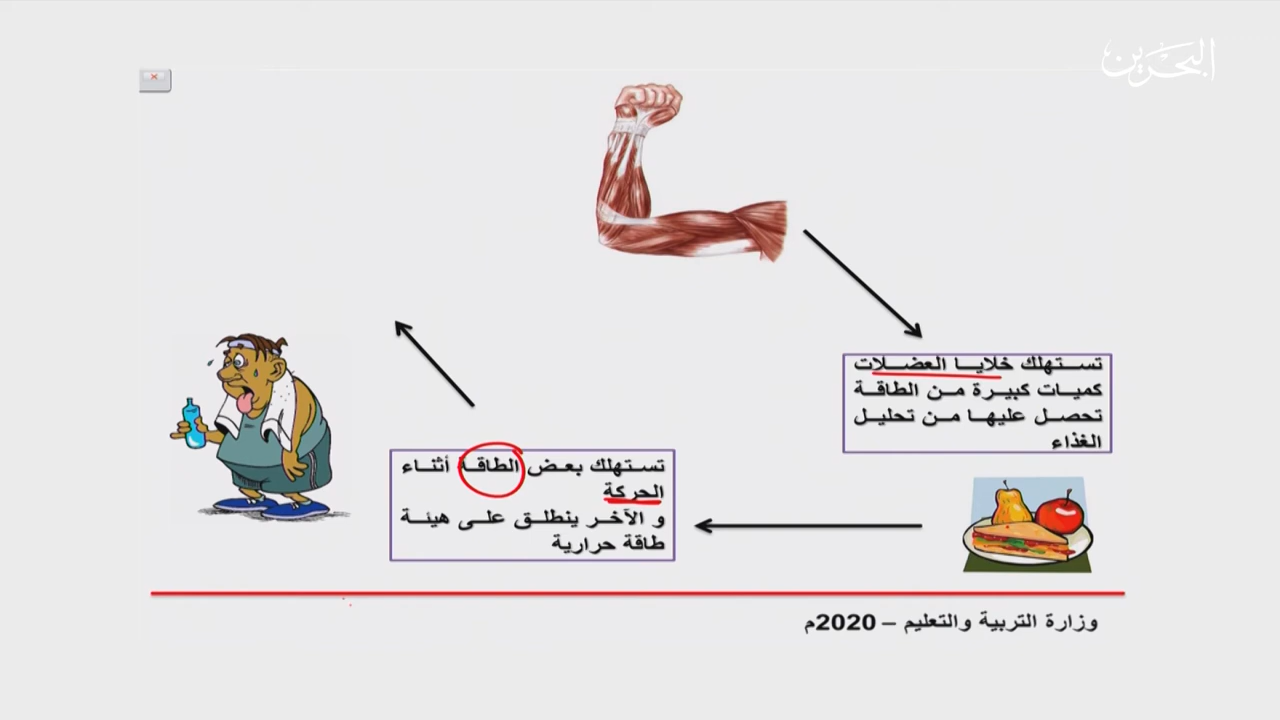 البحرين
تستهلك خلايا العضلات
كميات كبيرة من الطاقة
تحصل عليها من تحليل
الغذاء
تستهلك بعض الطاقة أثناء
الحركة
و الآخر ينطلق على هيئة
طاقة حرارية
وزارة التربية والتعليم – 2020م